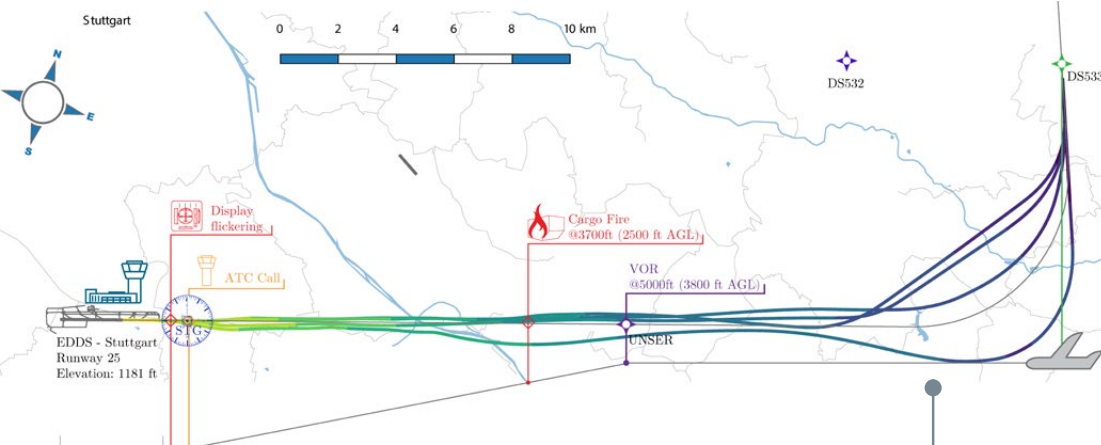 Stuttgart
0 2 4 6 8 10 km
N
E
S
DS532
DS533
Display
flickering
Cargo Fire
@3700ft (2500 ft AGL)
ATC Call
VOR
@5000ft (3800 ft AGL)
STG
UNSER
EDDS - Stuttgart
Runway 25
Elevation: 1181 ft